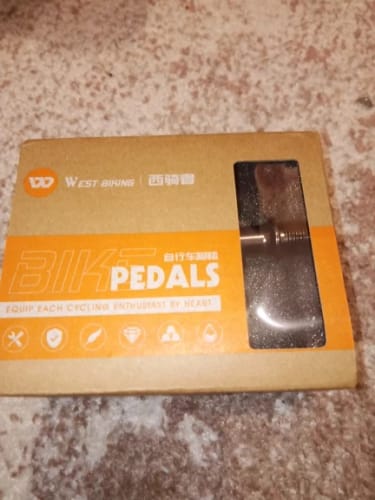 WEST BIKING | 西骑者
BIKE
自行车脚踏
PEDALS
EQUIP EACH CYCLING ENTHUSIAST BY HEART